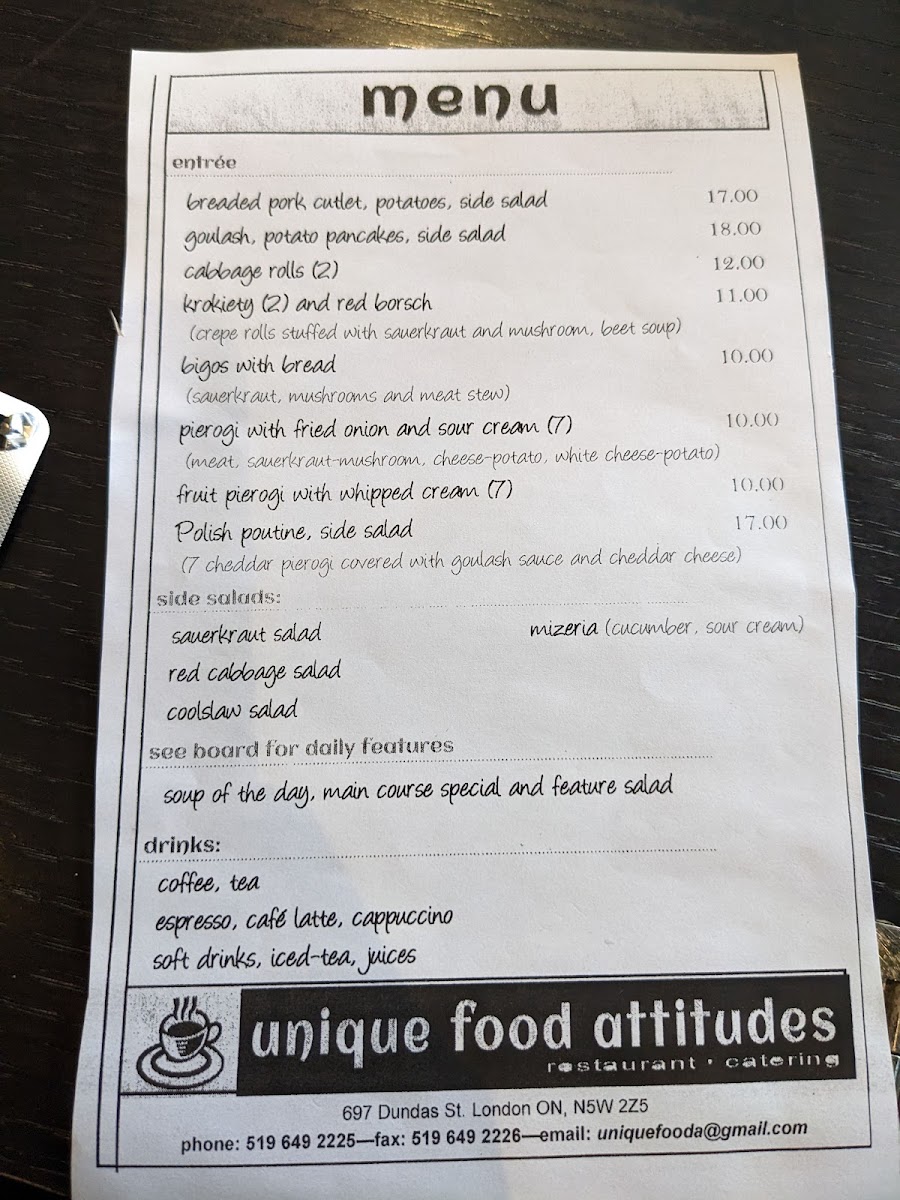 menu
entrée
breaded pork cutlet, potatoes, side salad 17.00
goulash, potato pancakes, side salad 18.00
cabbage rolls (2) 12.00
krokiety (2) and red borsch 11.00
(crepe rolls stuffed with sauerkraut and mushroom, beet soup)
bigos with bread 10.00
(sauerkraut, mushrooms and meat stew)
pierogi with fried onion and sour cream (7) 10.00
(meat, sauerkraut-mushroom, cheese-potato, white cheese-potato)
fruit pierogi with whipped cream (7) 10.00
Polish poutine, side salad 17.00
(7 cheddar pierogi covered with goulash sauce and cheddar cheese)
side salads:
sauerkraut salad mizeria (cucumber, sour cream)
red cabbage salad
coolslaw salad
see board for daily features
soup of the day, main course special and feature salad
drinks:
coffee, tea
espresso, café latte, cappuccino
soft drinks, iced-tea, juices
unique food attitudes
restaurant • catering
697 Dundas St. London ON, N5W 2Z5
phone: 519 649 2225—fax: 519 649 2226—email: uniquefooda@gmail.com